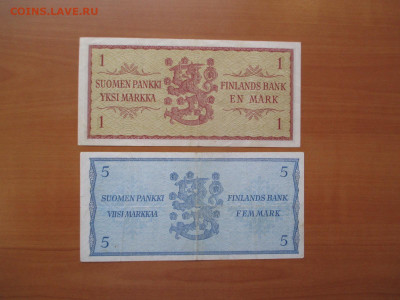 COINS.LAVE.RU
1 1
SUOMEN PANKKI FINLANDS BANK
YKSI MARKKA EN MARK
1 1
5 5
SUOMEN PANKKI FINLANDS BANK
VIISI MARKKAA FEM MARK
5 5